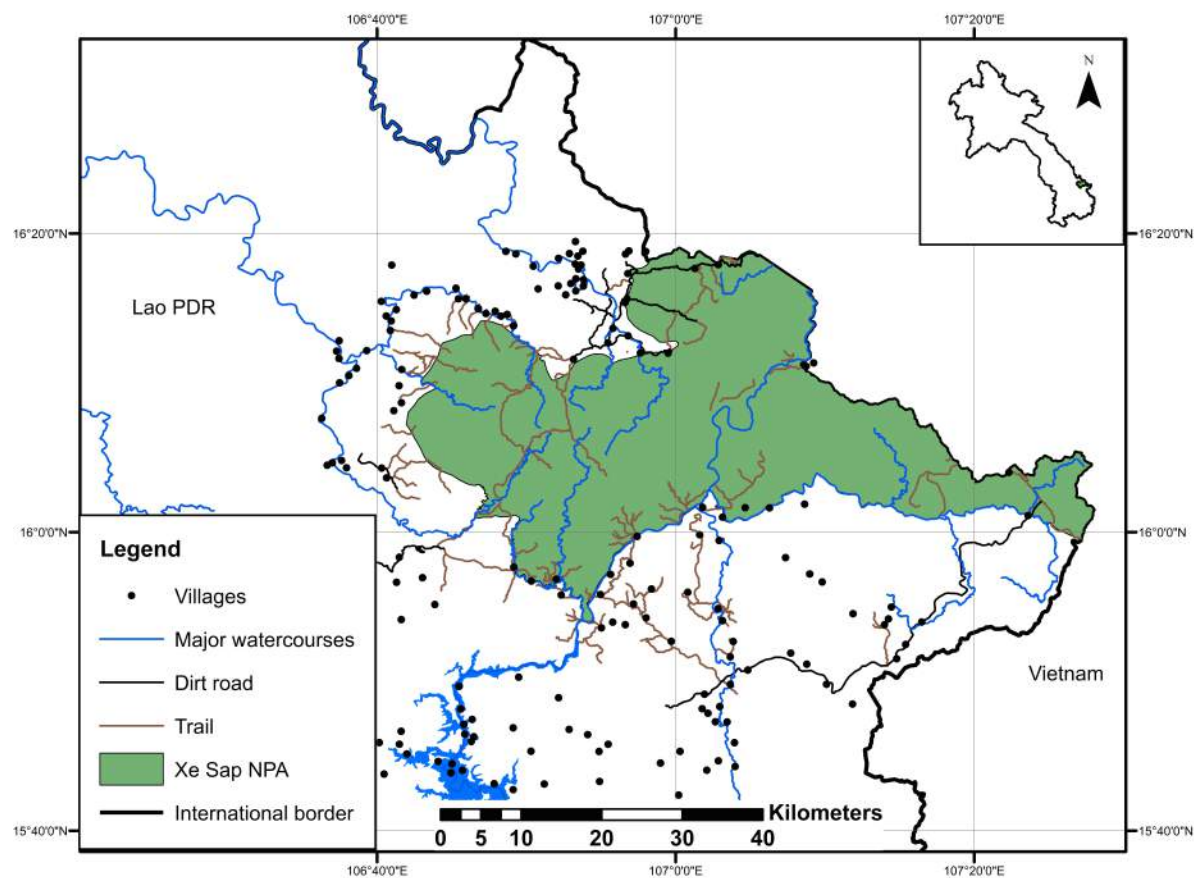 106°40'0"E 107°0'0"E 107°20'0"E
N
16°20'0"N 16°20'0"N
Lao PDR
16°0'0"N 16°0'0"N
Legend
Villages
Major watercourses
Dirt road
Trail
Xe Sap NPA
International border
Vietnam
Kilometers
0 5 10 20 30 40
15°40'0"N 15°40'0"N
106°40'0"E 107°0'0"E 107°20'0"E